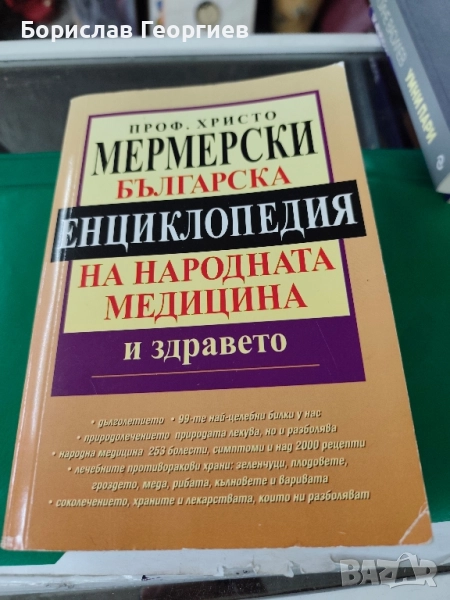 Борислав Георгиев
ПРОФ. ХРИСТО
МЕРМЕРСКИ
БЪЛГАРСКА
ЕНЦИКЛОПЕДИЯ
НА НАРОДНАТА
МЕДИЦИНА
и здравето
• дълголетието • 99-те най-целебни билки у нас
• природолечението природата лекува, но и разболява
• народна медицина 253 болести, симптоми и над 2000 рецепти
• лечебните противоракови храни: зеленчуци, плодовете,
гроздето, меда, рибата, кълновете и варивата
• соколечението, храните и лекарствата, които ни разболяват
BAZAR